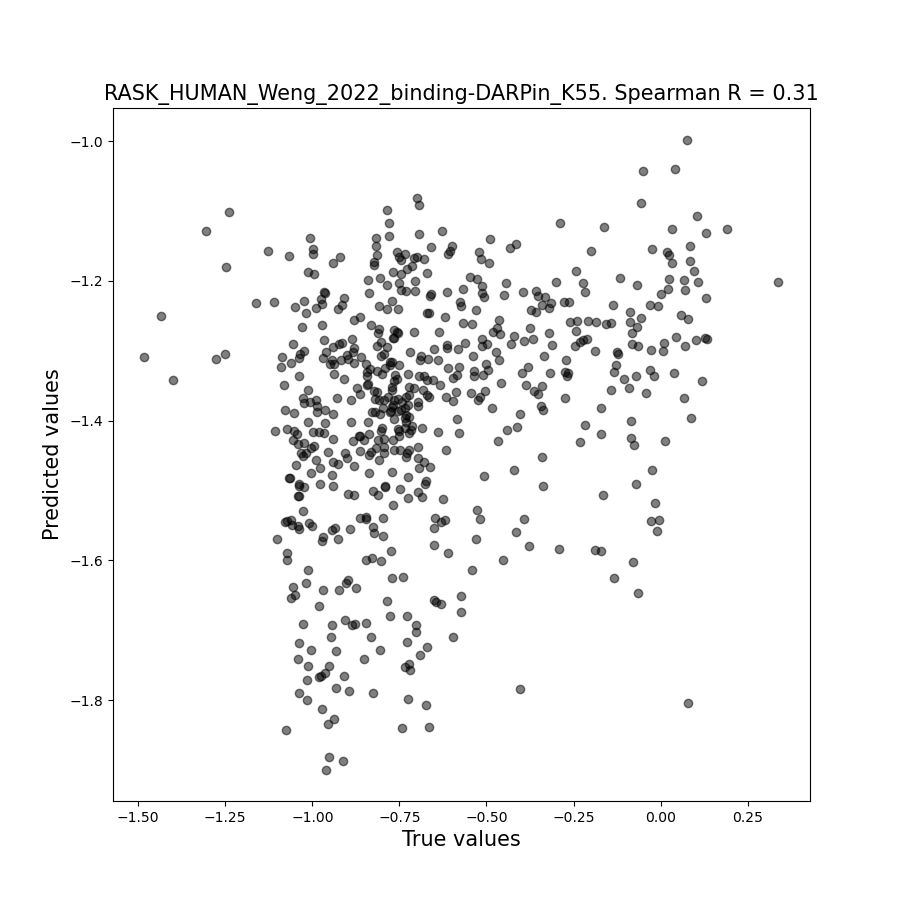 RASK_HUMAN_Weng_2022_binding-DARPin_K55. Spearman R = 0.31
Predicted values
−1.0
−1.2
−1.4
−1.6
−1.8
−1.50 −1.25 −1.00 −0.75 −0.50 −0.25 0.00 0.25
True values